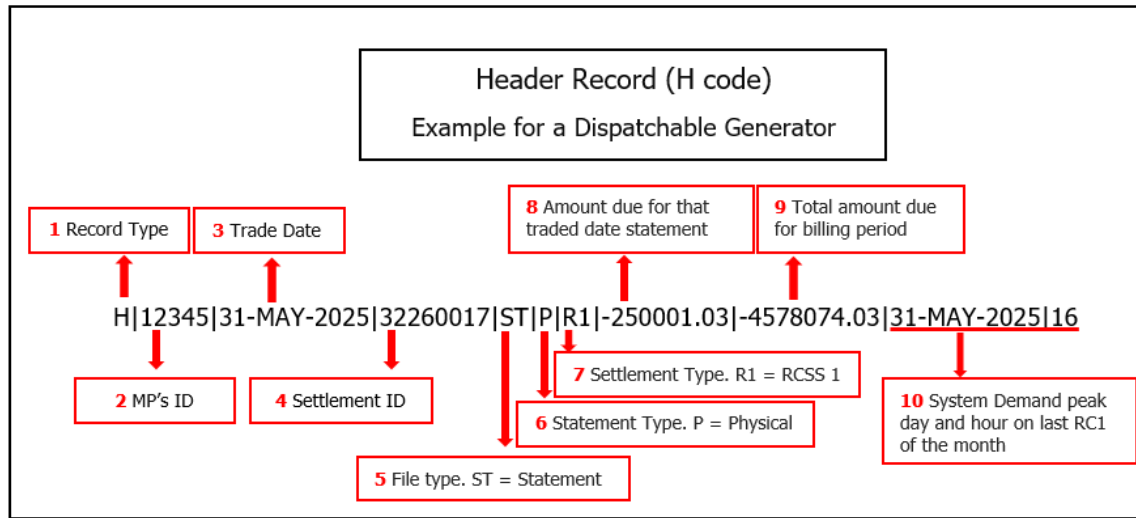 Header Record (H code)
Example for a Dispatchable Generator
1 Record Type
3 Trade Date
8 Amount due for that
traded date statement
9 Total amount due
for billing period
H|12345|31-MAY-2025|32260017|ST|P|R1|-250001.03|-4578074.03|31-MAY-2025|16
2 MP's ID
4 Settlement ID
7 Settlement Type. R1 = RCSS 1
6 Statement Type. P = Physical
5 File type. ST = Statement
10 System Demand peak
day and hour on last RC1
of the month